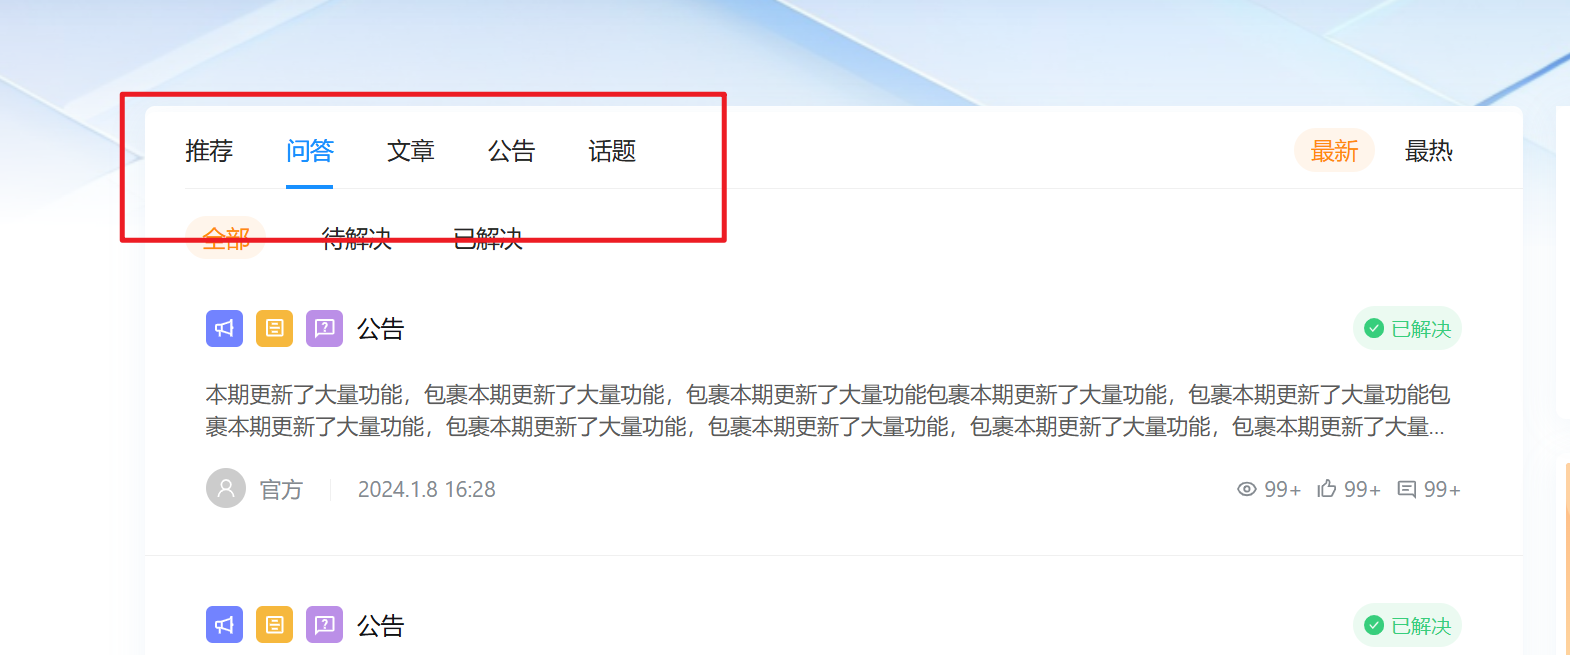 推荐 问答 文章 公告 话题 最新 最热
全部 待解决 已解决
公告 已解决
本期更新了大量功能，包裹本期更新了大量功能，包裹本期更新了大量功能包裹本期更新了大量功能，包裹本期更新了大量功能包
裹本期更新了大量功能，包裹本期更新了大量功能，包裹本期更新了大量功能，包裹本期更新了大量功能，包裹本期更新了大量...
官方 2024.1.8 16:28 99+ 99+ 99+
公告 已解决